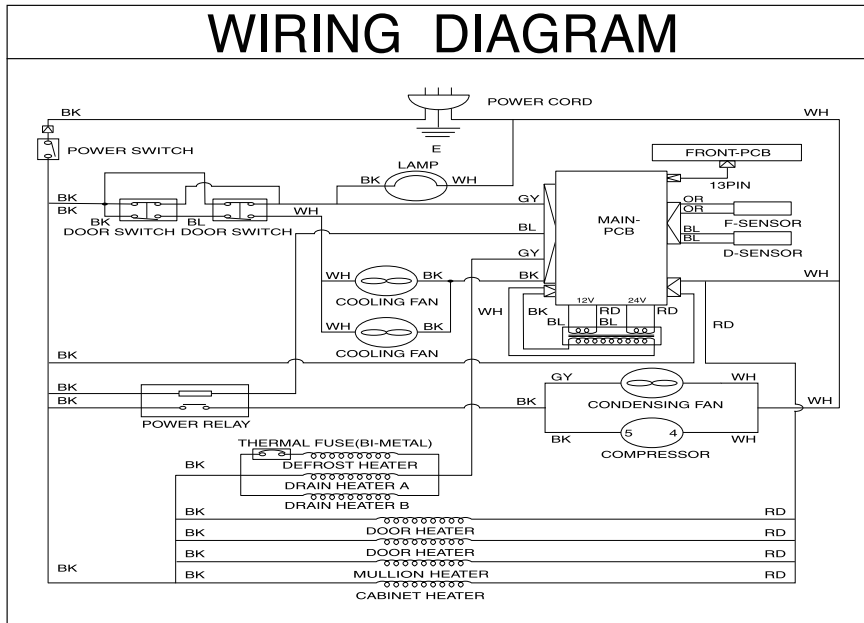 WIRING DIAGRAM
POWER CORD
BK
WH
E
POWER SWITCH
LAMP
BK
WH
FRONT-PCB
13PIN
BK
BK
BK
BL
WH
DOOR SWITCH
DOOR SWITCH
GY
MAIN-
PCB
OR
OR
F-SENSOR
BL
GY
BL
BL
D-SENSOR
WH
BK
BK
WH
COOLING FAN
WH
BK
COOLING FAN
WH
BK
12V
24V
BL
RD
BL
RD
RD
BK
BK
BK
POWER RELAY
BK
GY
WH
CONDENSING FAN
WH
BK
5
4
WH
COMPRESSOR
THERMAL FUSE(BI-METAL)
BK
DEFROST HEATER
DRAIN HEATER A
DRAIN HEATER B
BK
RD
DOOR HEATER
BK
RD
DOOR HEATER
BK
RD
MULLION HEATER
BK
BK
RD
CABINET HEATER